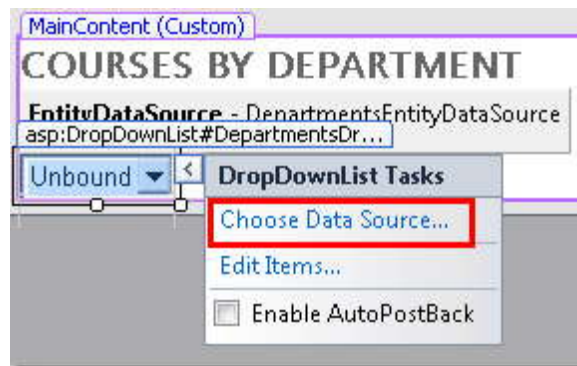 MainContent (Custom)
COURSES BY DEPARTMENT
EntityDataSource - DepartmentsEntityDataSource
asp:DropDownList#DepartmentsDr...
Unbound
<
DropDownList Tasks
Choose Data Source...
Edit Items...
Enable AutoPostBack